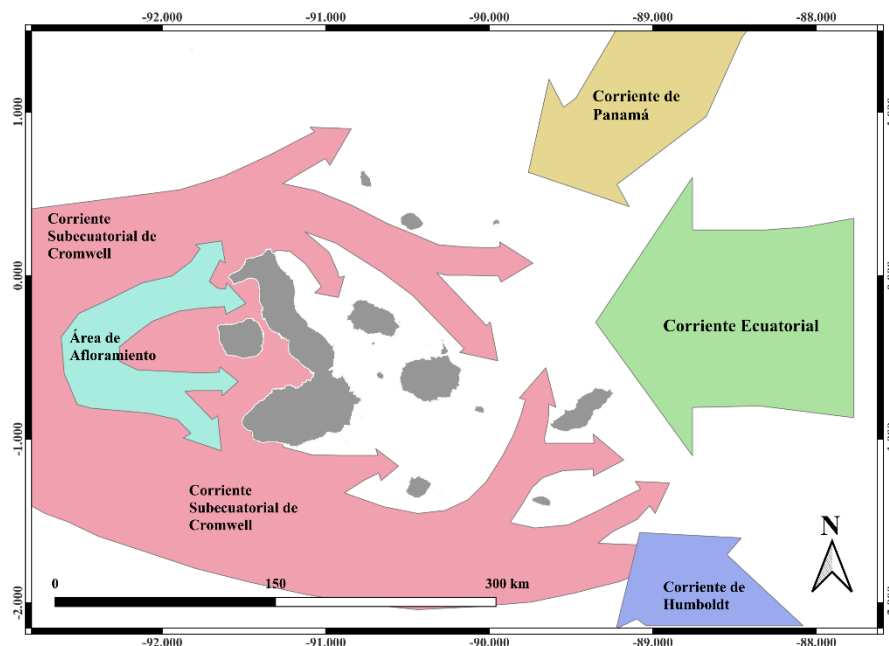 -92.000 -91.000 -90.000 -89.000 -88.000
Corriente de
Panamá
1.000
Corriente
Subecuatorial de
Cromwell
0.000
Corriente Ecuatorial
Área de
Afloramiento
-1.000
Corriente
Subecuatorial de
Cromwell
N
0 150 300 km
Corriente de
Humboldt
-2.000
-92.000 -91.000 -90.000 -89.000 -88.000